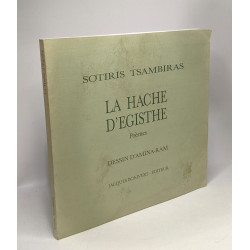 SOTIRIS TSAMBIRAS
LA HACHE
D'EGISTHE
Poèmes
DESSIN D'AMINA RAM